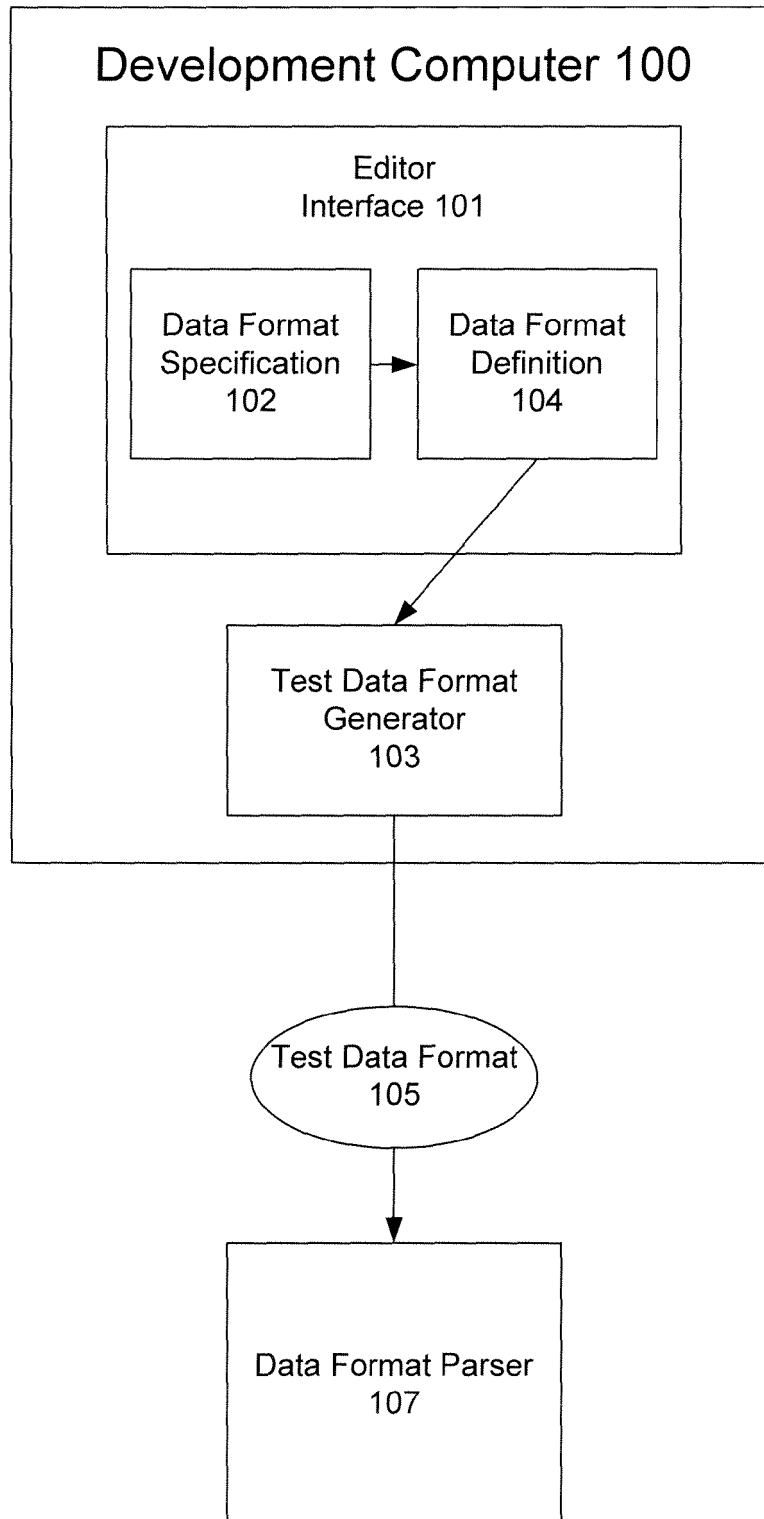 Development Computer 100
Editor
Interface 101
Data Format
Specification
102
Data Format
Definition
104
Test Data Format
Generator
103
Test Data Format
105
Data Format Parser
107